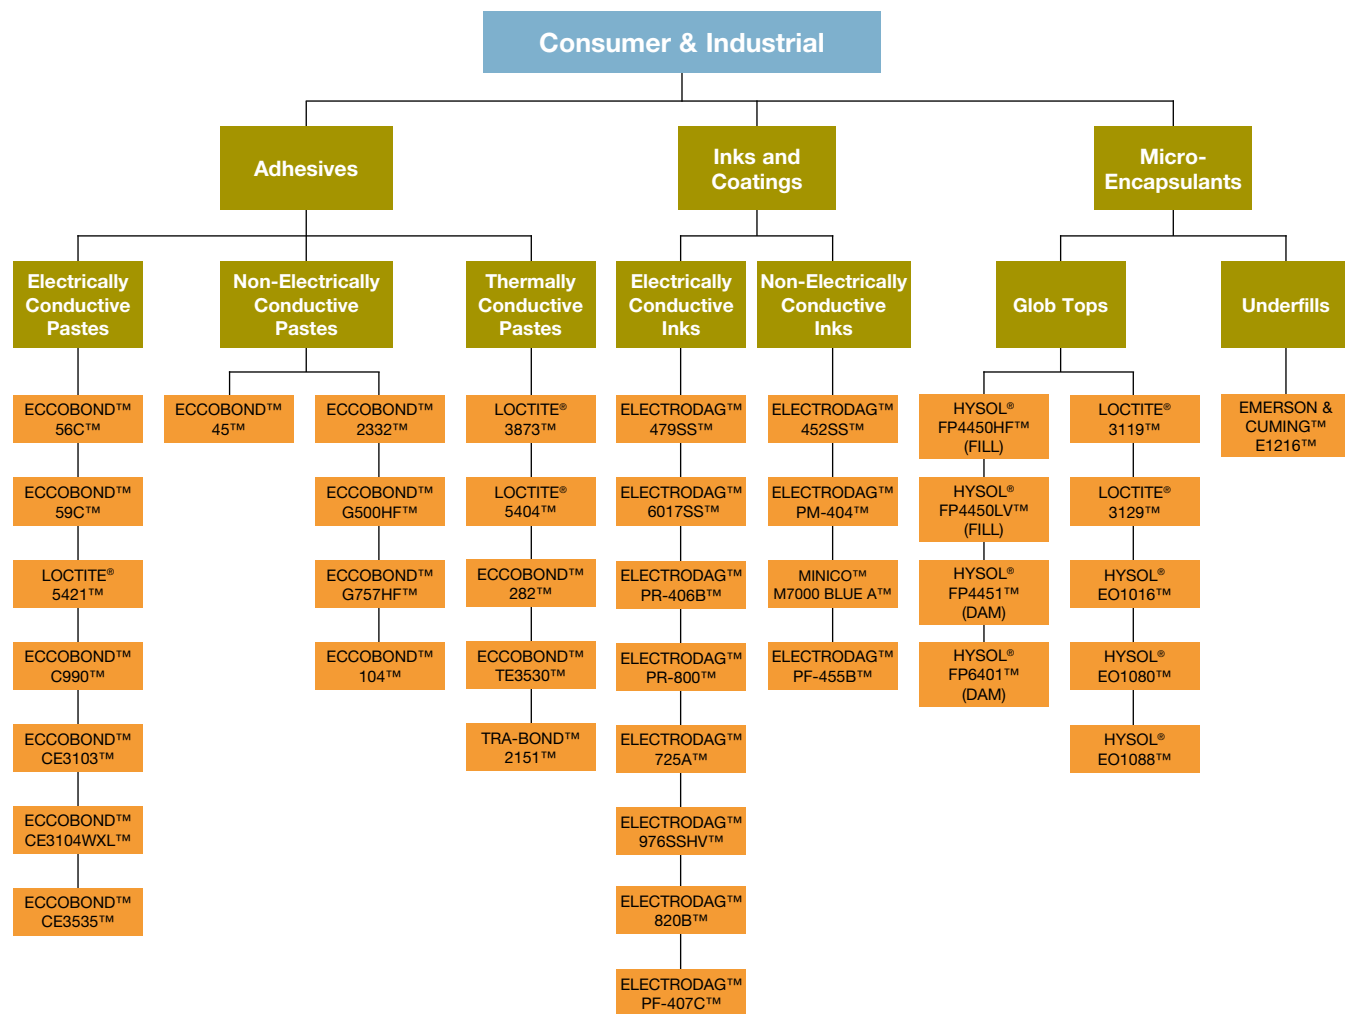 Consumer & Industrial
Adhesives
Inks and
Coatings
Micro-
Encapsulants
Electrically
Conductive
Pastes
Non-Electrically
Conductive
Pastes
Thermally
Conductive
Pastes
Electrically
Conductive
Inks
Non-Electrically
Conductive
Inks
Glob Tops
Underfills
ECCOBOND™
56C™
ECCOBOND™
59C™
LOCTITE®
5421™
ECCOBOND™
C990™
ECCOBOND™
CE3103™
ECCOBOND™
CE3104WXL™
ECCOBOND™
CE3535™
ECCOBOND™
45™
ECCOBOND™
2332™
ECCOBOND™
G500HF™
ECCOBOND™
G757HF™
ECCOBOND™
104™
LOCTITE®
3873™
LOCTITE®
5404™
ECCOBOND™
282™
ECCOBOND™
TE3530™
TRA-BOND™
2151™
ELECTRODAG™
479SS™
ELECTRODAG™
6017SS™
ELECTRODAG™
PR-406B™
ELECTRODAG™
PR-800™
ELECTRODAG™
725A™
ELECTRODAG™
976SSHV™
ELECTRODAG™
820B™
ELECTRODAG™
PF-407C™
ELECTRODAG™
452SS™
ELECTRODAG™
PM-404™
MINICO™
M7000 BLUE A™
ELECTRODAG™
PF-455B™
HYSOL®
FP4450HF™
(FILL)
HYSOL®
FP4450LV™
(FILL)
HYSOL®
FP4451™
(DAM)
HYSOL®
FP6401™
(DAM)
LOCTITE®
3119™
LOCTITE®
3129™
HYSOL®
EO1016™
HYSOL®
EO1080™
HYSOL®
EO1088™
EMERSON &
CUMING™
E1216™